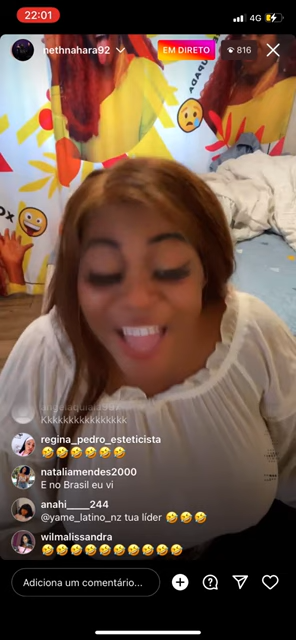 22:01
4G
nethnahara92
EM DIRETO
816
Kkkkkkkkkkkkkkkk
regina_pedro_esteticista
🤣🤣🤣🤣🤣🤣
nataliamendes2000
E no Brasil eu vi
anahi_____244
@yame_latino_nz tua líder 🤣🤣🤣
wilmalissandra
🤣🤣🤣🤣🤣🤣🤣🤣🤣🤣
Adiciona um comentário...